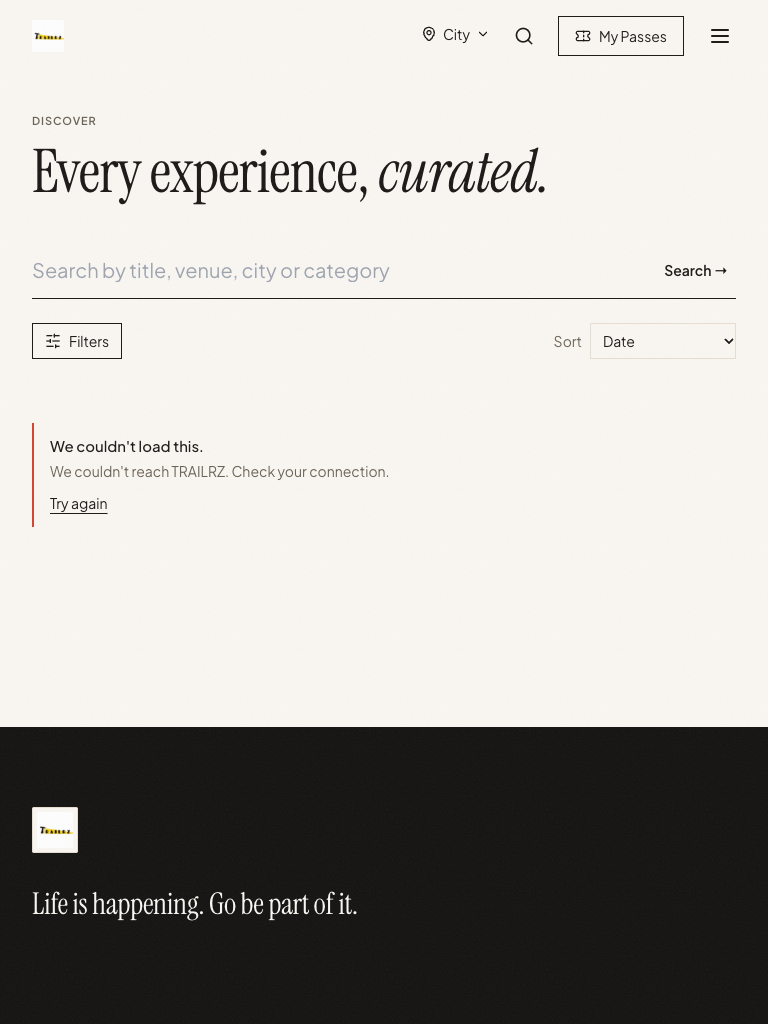 TRAILRZ
City
My Passes
DISCOVER
Every experience, curated.
Search by title, venue, city or category
Search →
Filters
Sort
Date
We couldn't load this.
We couldn't reach TRAILRZ. Check your connection.
Try again
TRAILRZ
Life is happening. Go be part of it.